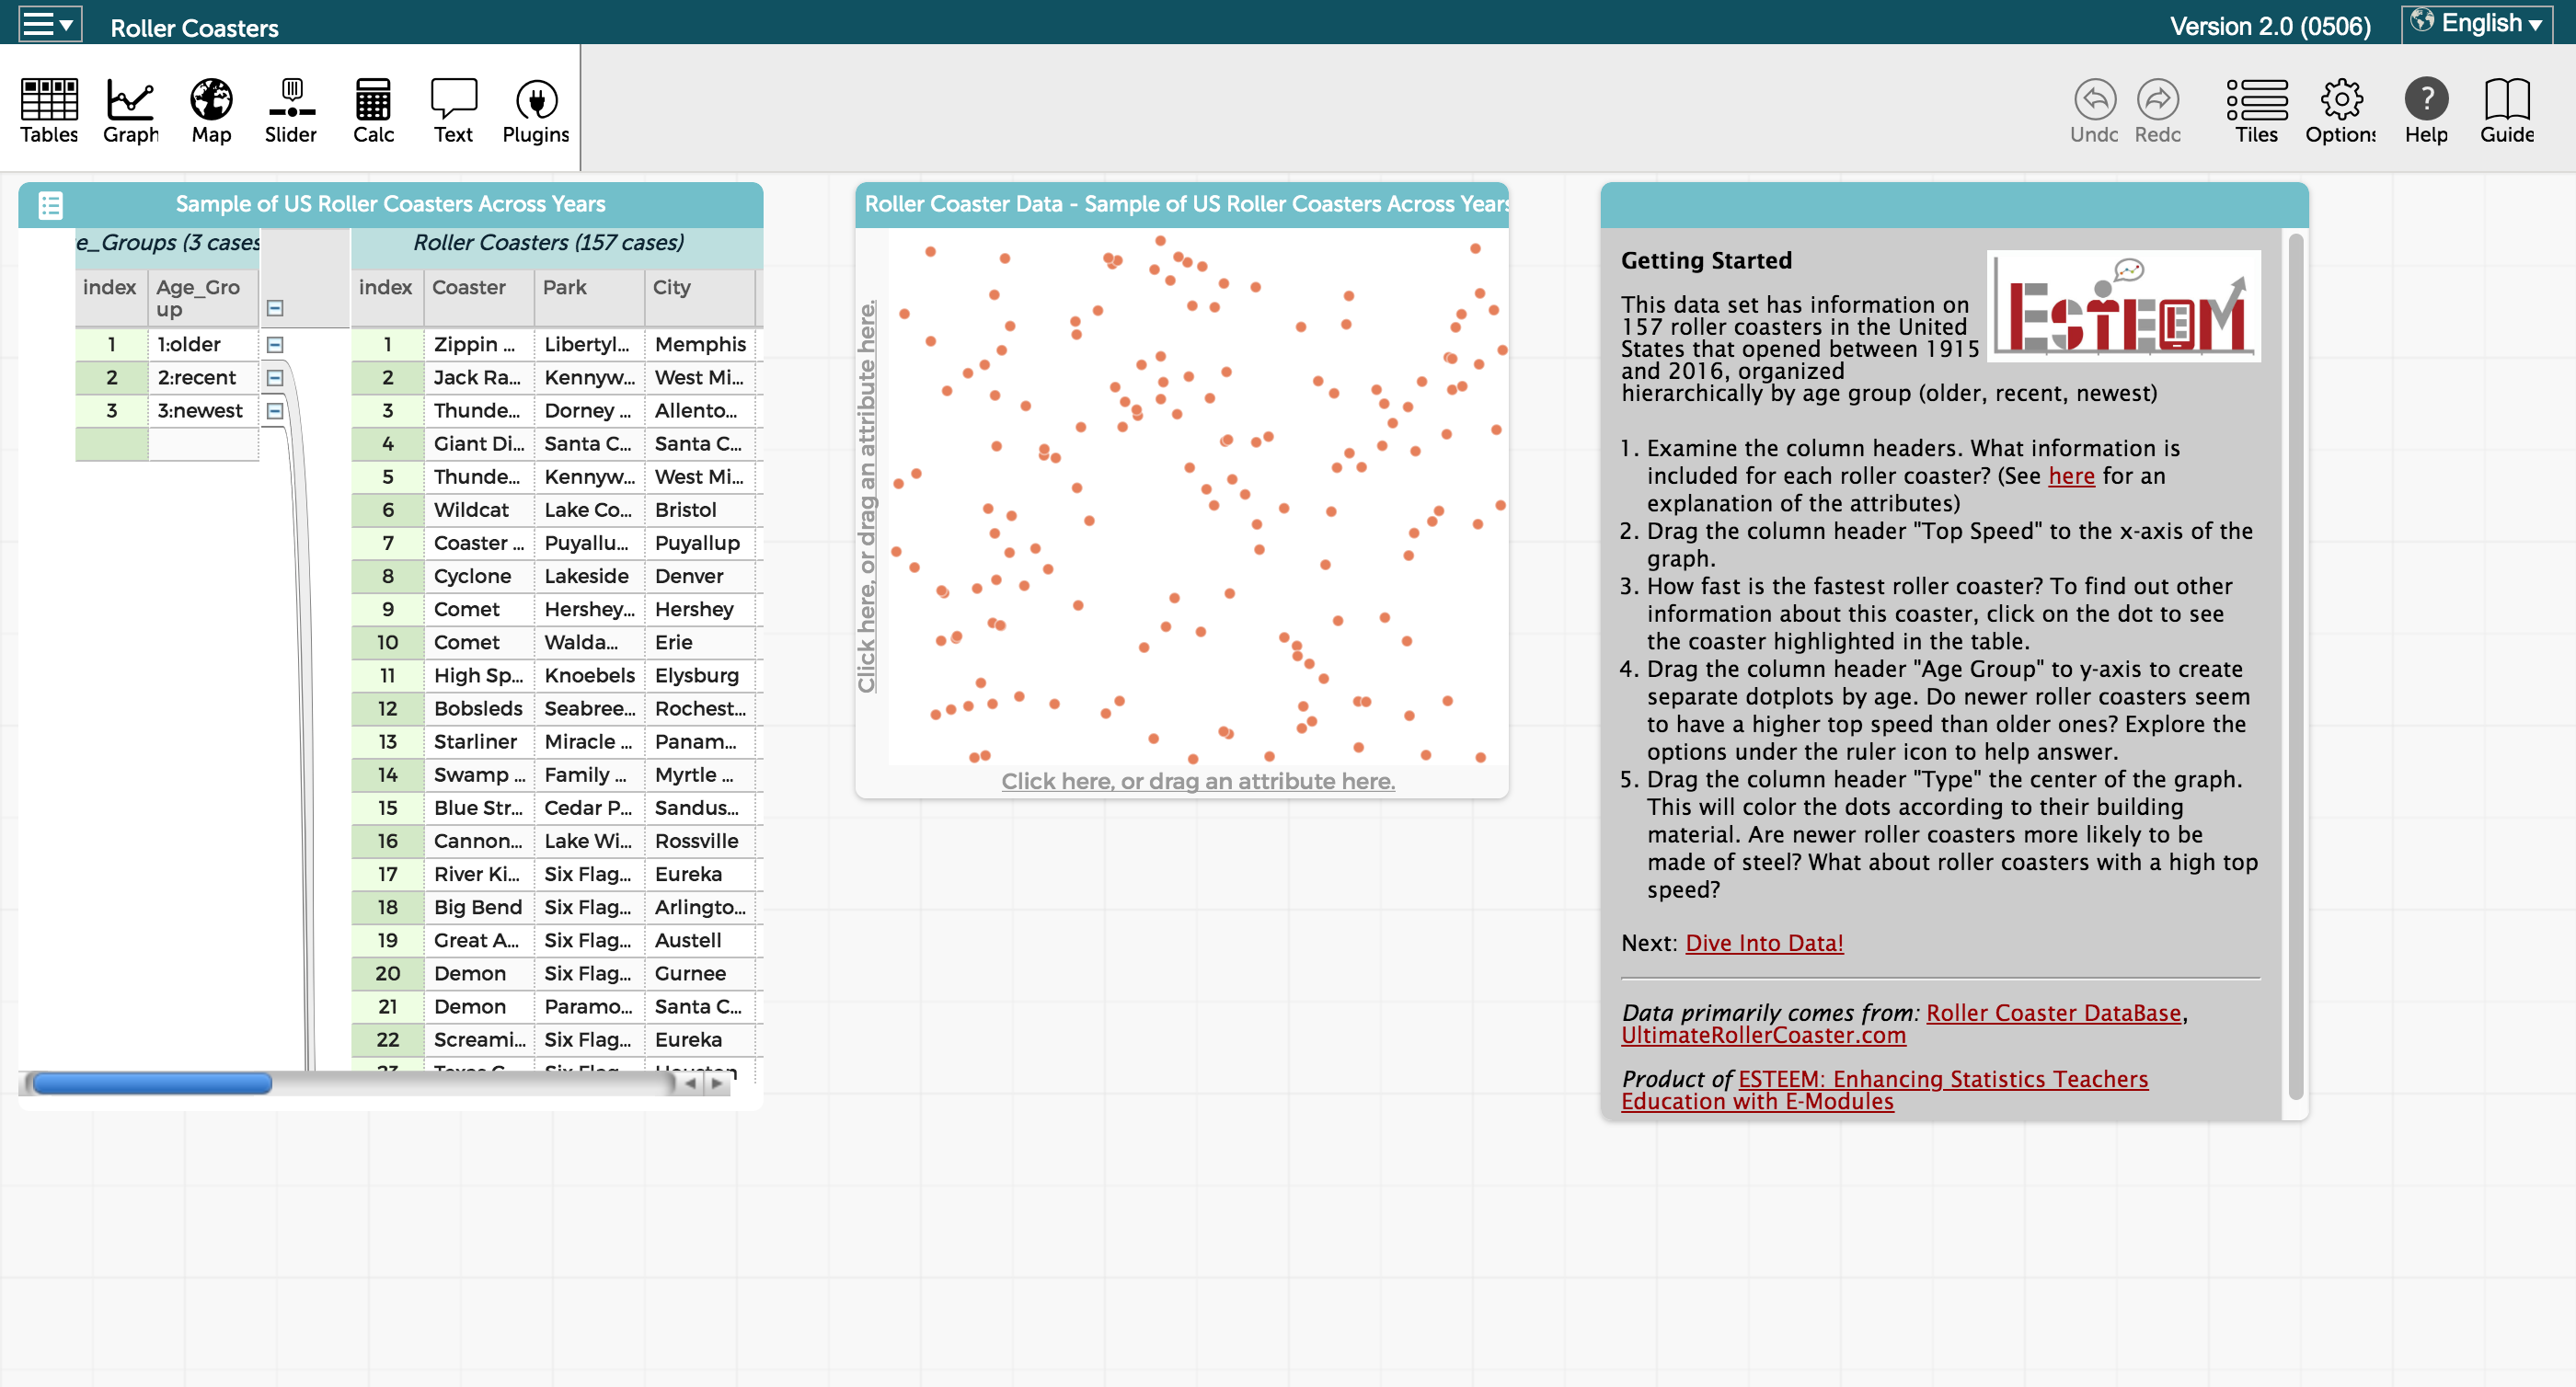 Roller Coasters
Version 2.0 (0506)
English
Tables
Graph
Map
Slider
Calc
Text
Plugins
Undo
Redo
Tiles
Options
Help
Guide
Sample of US Roller Coasters Across Years
e_Groups (3 cases
Roller Coasters (157 cases)
index Age_Gro
up
index Coaster Park City
1 1:older
2 2:recent
3 3:newest
1 Zippin ... Libertyl... Memphis
2 Jack Ra... Kennyw... West Mi...
3 Thunde... Dorney ... Allento...
4 Giant Di... Santa C... Santa C...
5 Thunde... Kennyw... West Mi...
6 Wildcat Lake Co... Bristol
7 Coaster ... Puyallu... Puyallup
8 Cyclone Lakeside Denver
9 Comet Hershey... Hershey
10 Comet Walda... Erie
11 High Sp... Knoebels Elysburg
12 Bobsleds Seabree... Rochest...
13 Starliner Miracle ... Panam...
14 Swamp ... Family ... Myrtle ...
15 Blue Str... Cedar P... Sandus...
16 Cannon... Lake Wi... Rossville
17 River Ki... Six Flag... Eureka
18 Big Bend Six Flag... Arlingto...
19 Great A... Six Flag... Austell
20 Demon Six Flag... Gurnee
21 Demon Paramo... Santa C...
22 Screami... Six Flag... Eureka
Roller Coaster Data - Sample of US Roller Coasters Across Years
Click here, or drag an attribute here.
Click here, or drag an attribute here.
Getting Started
ESTEEM
This data set has information on
157 roller coasters in the United
States that opened between 1915
and 2016, organized
hierarchically by age group (older, recent, newest)
1. Examine the column headers. What information is
included for each roller coaster? (See here for an
explanation of the attributes)
2. Drag the column header "Top Speed" to the x-axis of the
graph.
3. How fast is the fastest roller coaster? To find out other
information about this coaster, click on the dot to see
the coaster highlighted in the table.
4. Drag the column header "Age Group" to y-axis to create
separate dotplots by age. Do newer roller coasters seem
to have a higher top speed than older ones? Explore the
options under the ruler icon to help answer.
5. Drag the column header "Type" the center of the graph.
This will color the dots according to their building
material. Are newer roller coasters more likely to be
made of steel? What about roller coasters with a high top
speed?
Next: Dive Into Data!
Data primarily comes from: Roller Coaster DataBase,
UltimateRollerCoaster.com
Product of ESTEEM: Enhancing Statistics Teachers
Education with E-Modules